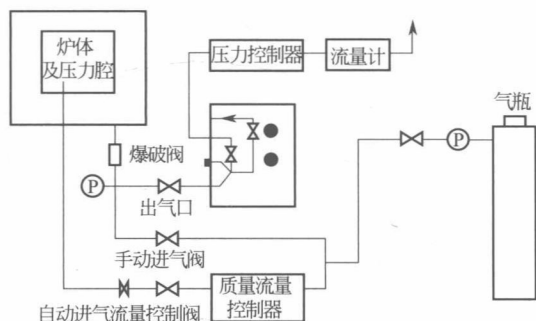 炉体
及压力腔
压力控制器
流量计
气瓶
爆破阀
P
P
出气口
手动进气阀
自动进气流量控制阀
质量流量
控制器